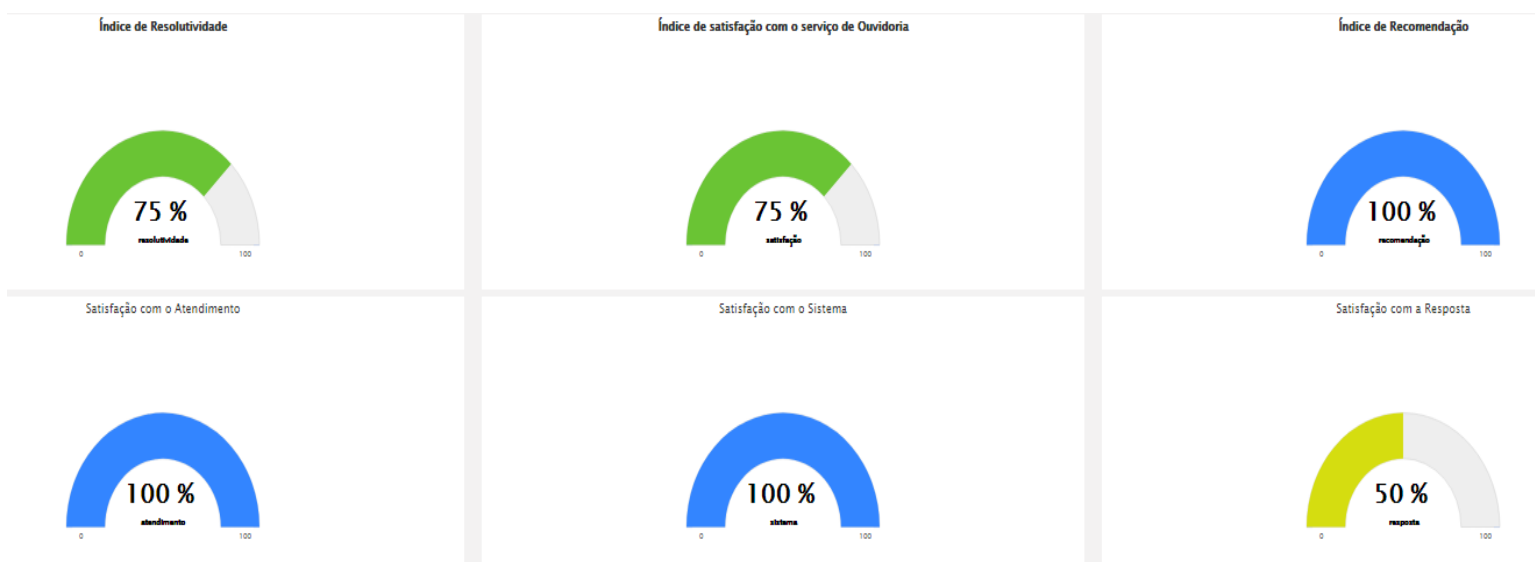 Índice de Resolutividade
Índice de satisfação com o serviço de Ouvidoria
Índice de Recomendação
75 %
resolutividade
0
100
75 %
satisfação
0
100
100 %
recomendação
0
100
Satisfação com o Atendimento
Satisfação com o Sistema
Satisfação com a Resposta
100 %
atendimento
0
100
100 %
sistema
0
100
50 %
resposta
0
100